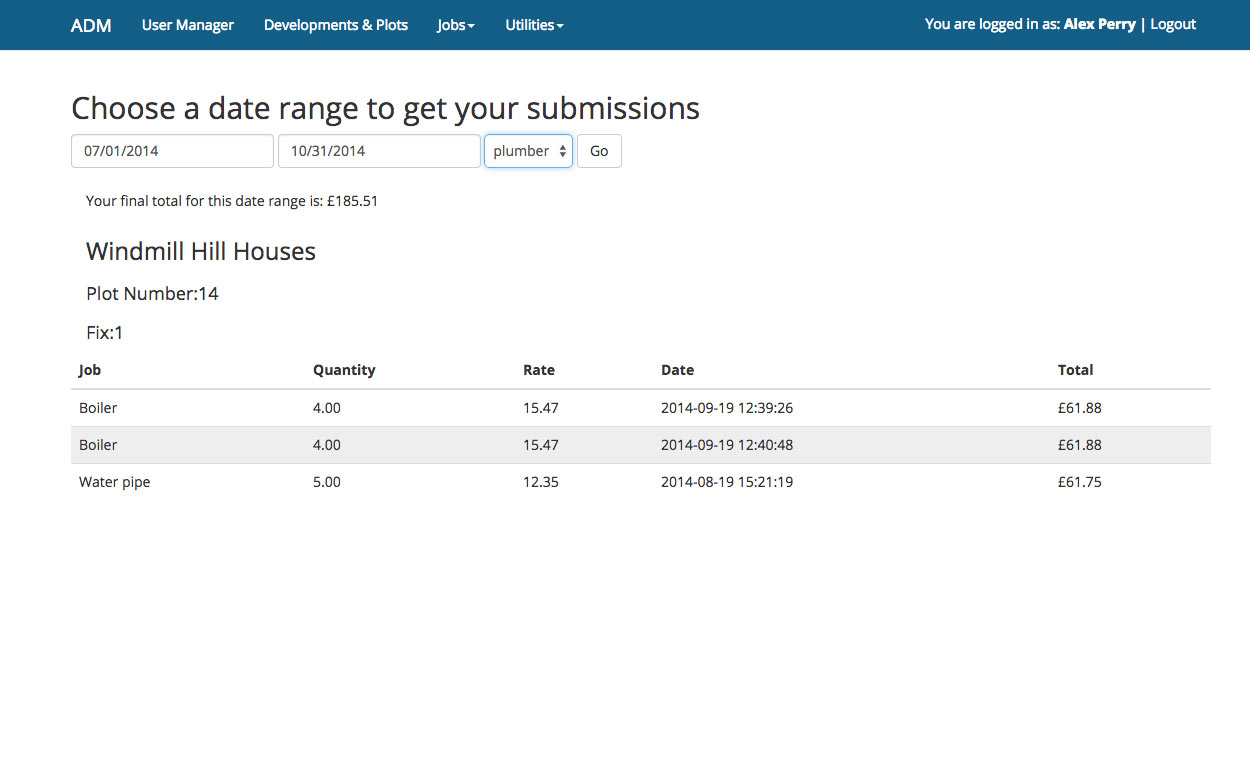 ADM User Manager Developments & Plots Jobs Utilities You are logged in as: Alex Perry | Logout
Choose a date range to get your submissions
07/01/2014 10/31/2014 plumber Go
Your final total for this date range is: £185.51
Windmill Hill Houses
Plot Number:14
Fix:1
Job Quantity Rate Date Total
Boiler 4.00 15.47 2014-09-19 12:39:26 £61.88
Boiler 4.00 15.47 2014-09-19 12:40:48 £61.88
Water pipe 5.00 12.35 2014-08-19 15:21:19 £61.75